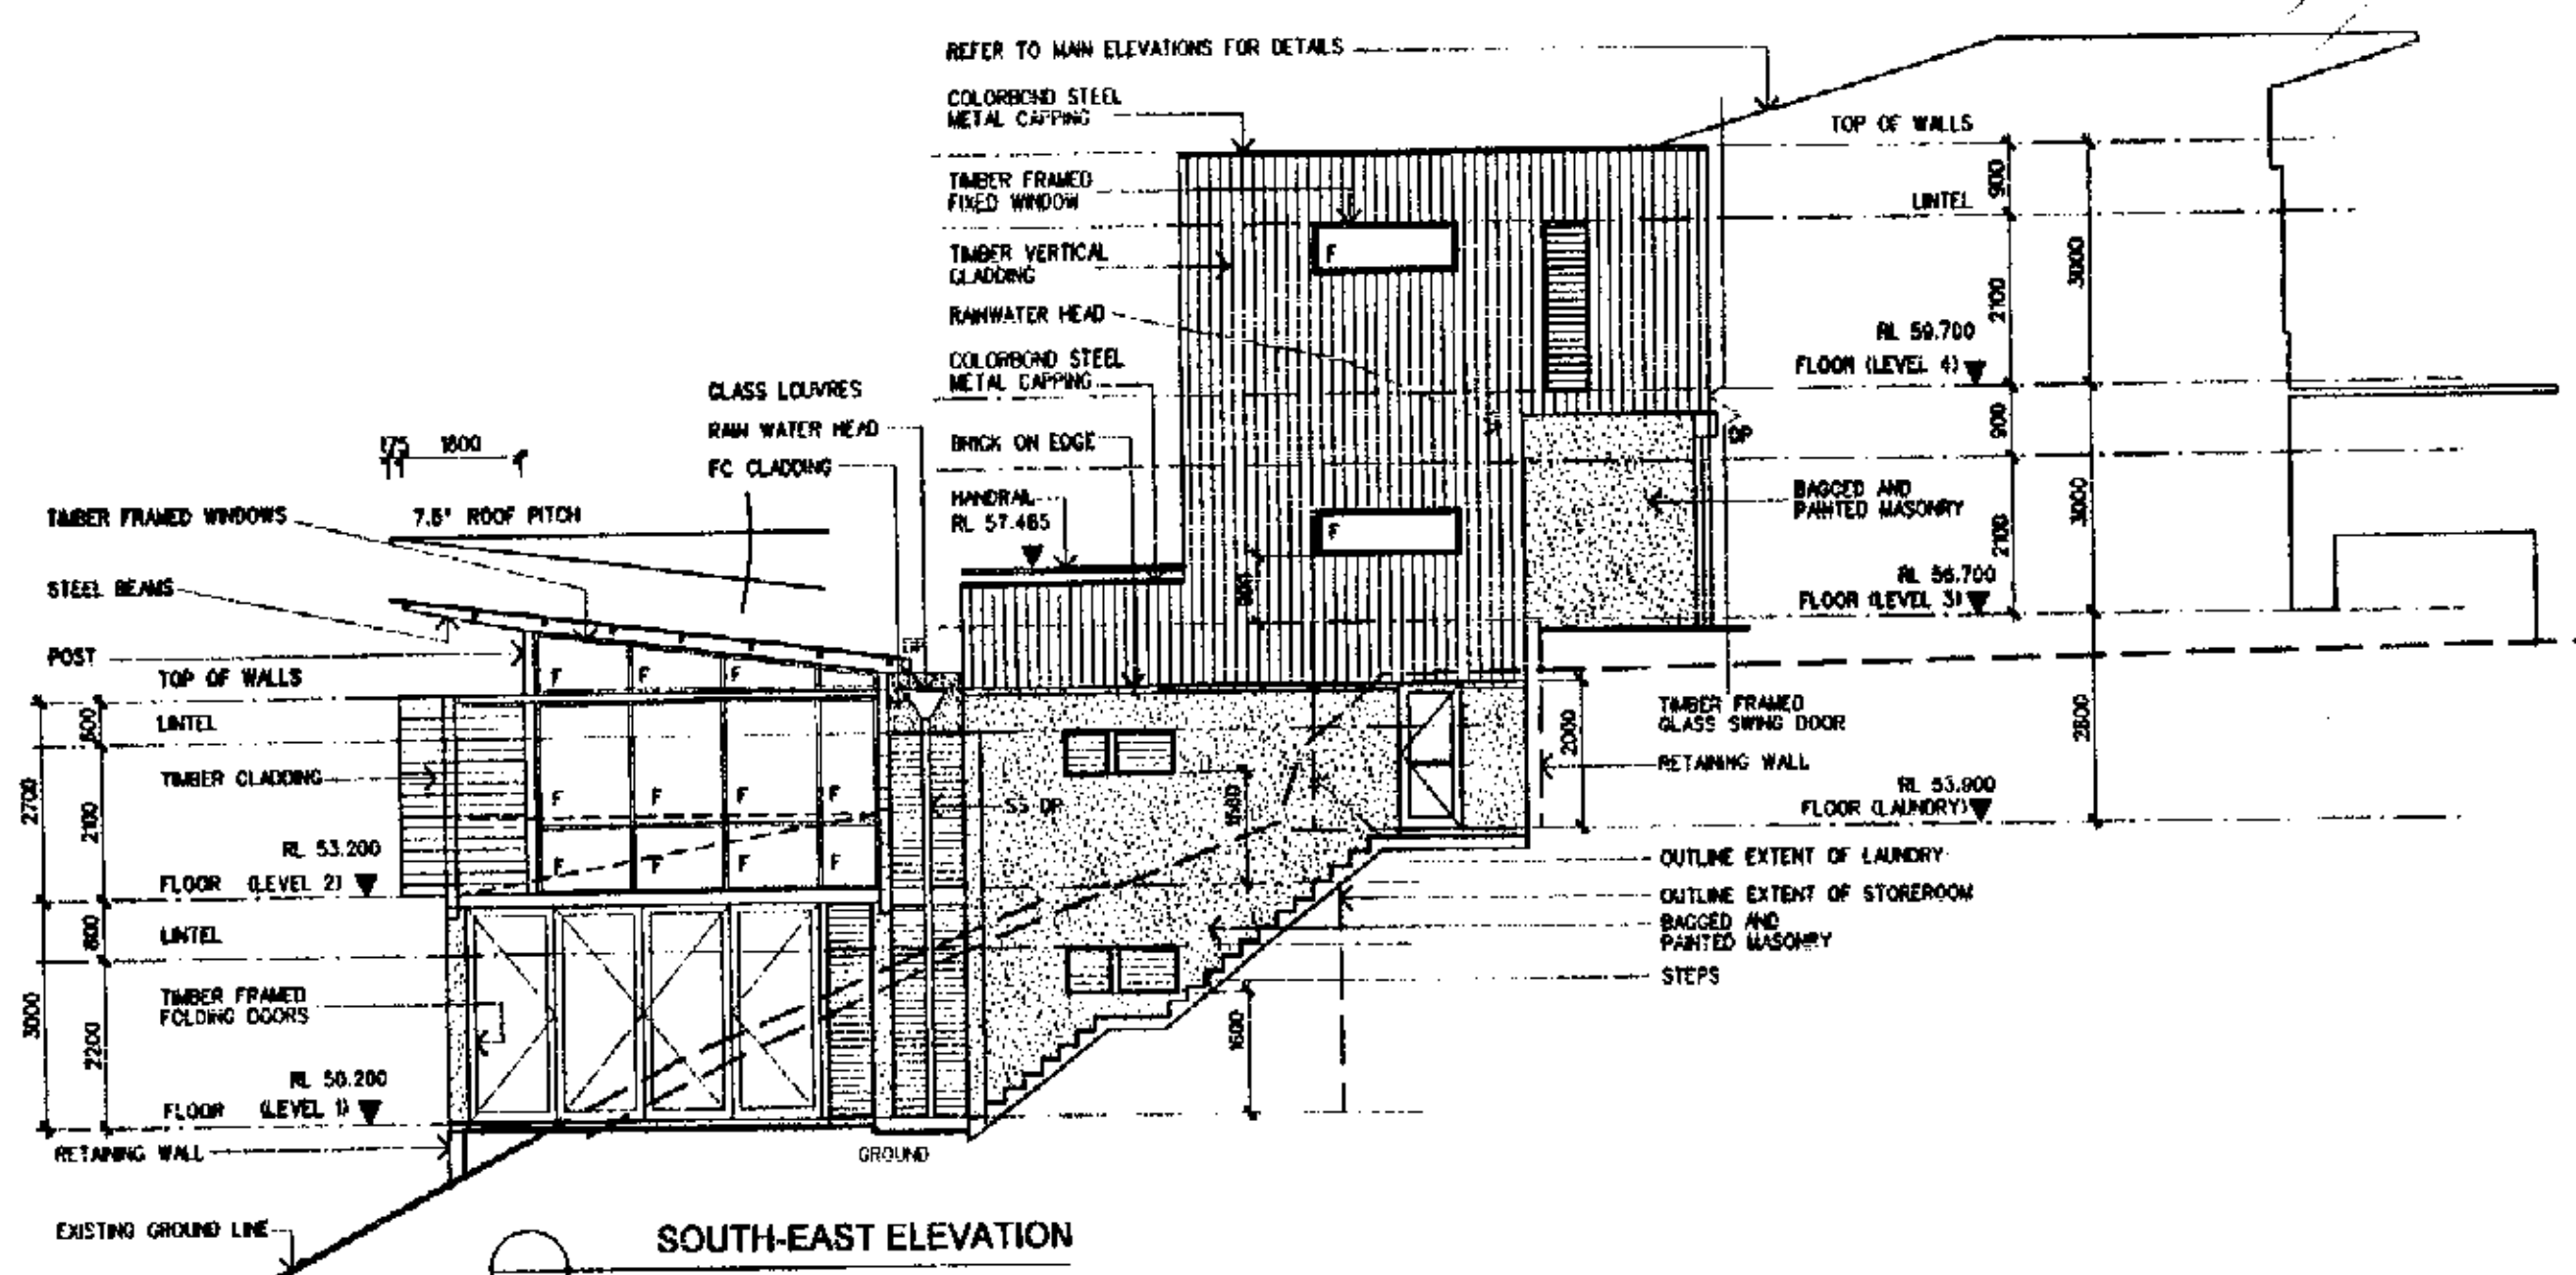 REFER TO MAIN ELEVATIONS FOR DETAILS
COLORBOND STEEL
METAL CAPPING
TOP OF WALLS
900
TIMBER FRAMED
FIXED WINDOW
LINTEL
F
TIMBER VERTICAL
CLADDING
3000
2100
RAINWATER HEAD
RL 59.700
FLOOR (LEVEL 4)
COLORBOND STEEL
METAL CAPPING
GLASS LOUVRES
RAIN WATER HEAD
BRICK ON EDGE
DP
900
175 1800
FC CLADDING
HANDRAIL
RL 57.465
BAGGED AND
PAINTED MASONRY
3000
TIMBER FRAMED WINDOWS
7.5° ROOF PITCH
F
2100
STEEL BEAMS
RL 56.700
FLOOR (LEVEL 3)
POST
TOP OF WALLS
F F F
LINTEL
600
TIMBER FRAMED
GLASS SWING DOOR
2000
2800
TIMBER CLADDING
RETAINING WALL
2700
2100
F F F F
SS DP
1500
RL 53.900
FLOOR (LAUNDRY)
RL 53.200
FLOOR (LEVEL 2)
F F F F
OUTLINE EXTENT OF LAUNDRY
OUTLINE EXTENT OF STOREROOM
BAGGED AND
PAINTED MASONRY
LINTEL
800
STEPS
TIMBER FRAMED
FOLDING DOORS
3000
2200
1600
RL 50.200
FLOOR (LEVEL 1)
RETAINING WALL
GROUND
EXISTING GROUND LINE
SOUTH-EAST ELEVATION